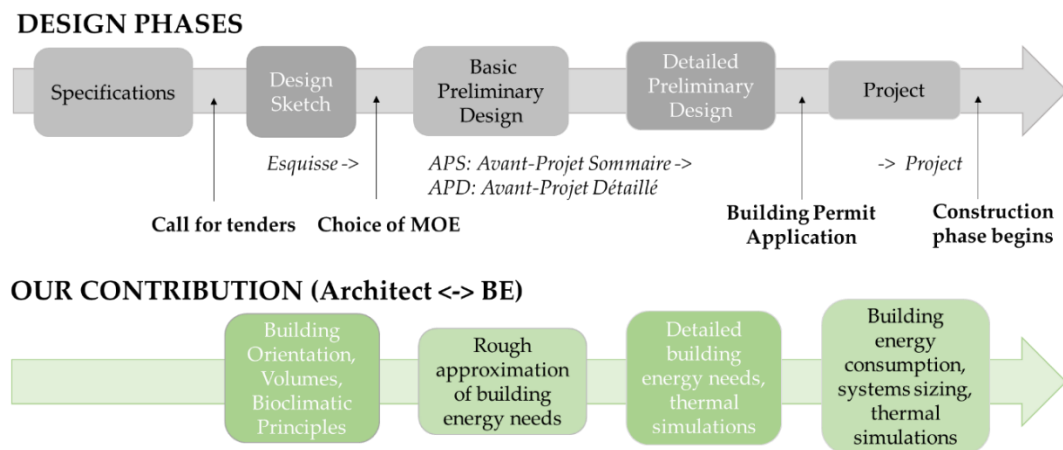 DESIGN PHASES
Specifications
Design
Sketch
Basic
Preliminary
Design
Detailed
Preliminary
Design
Project
Esquisse ->
APS: Avant-Projet Sommaire ->
APD: Avant-Projet Détaillé
-> Project
Call for tenders
Choice of MOE
Building Permit
Application
Construction
phase begins
OUR CONTRIBUTION (Architect <-> BE)
Building
Orientation,
Volumes,
Bioclimatic
Principles
Rough
approximation
of building
energy needs
Detailed
building
energy needs,
thermal
simulations
Building
energy
consumption,
systems sizing,
thermal
simulations